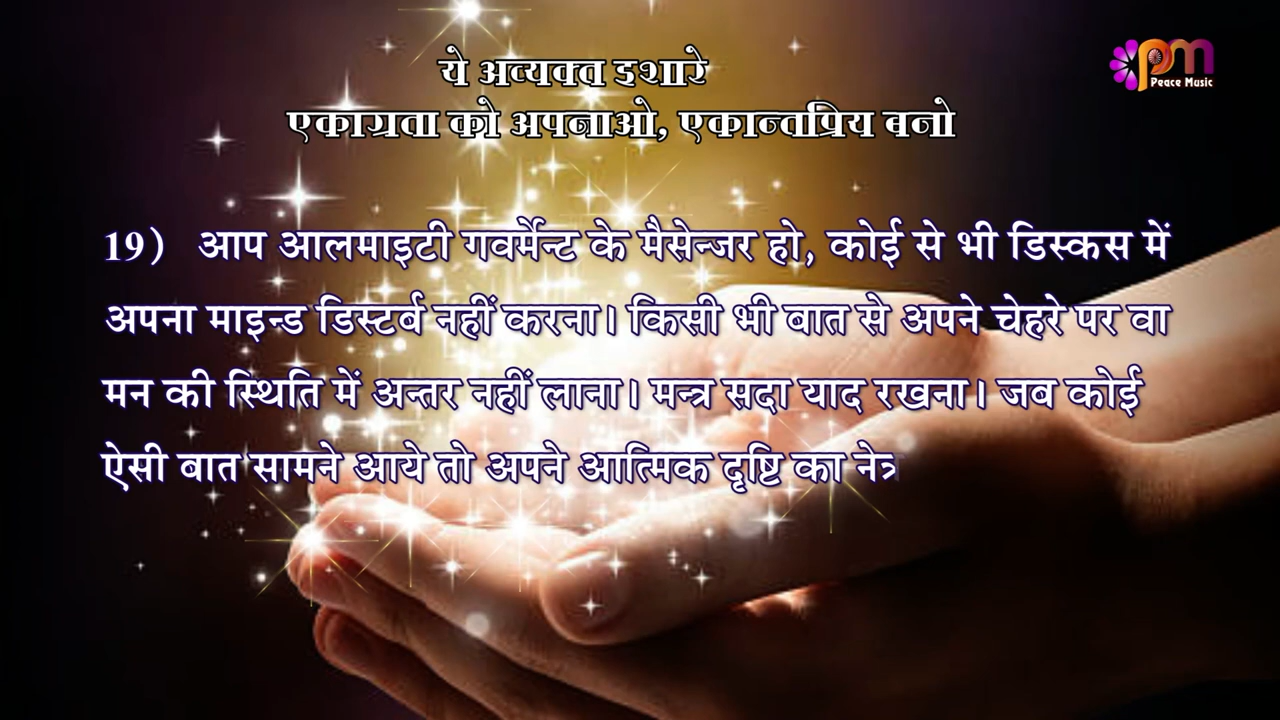 ये अव्यक्त इशारे
एकाग्रता को अपनाओ, एकान्तप्रिय बनो
pm
Peace Music
19) आप आलमाइटी गवर्मेन्ट के मैसेन्जर हो, कोई से भी डिस्कस में
अपना माइन्ड डिस्टर्ब नहीं करना। किसी भी बात से अपने चेहरे पर वा
मन की स्थिति में अन्तर नहीं लाना। मन्त्र सदा याद रखना। जब कोई
ऐसी बात सामने आये तो अपने आत्मिक दृष्टि का नेत्र